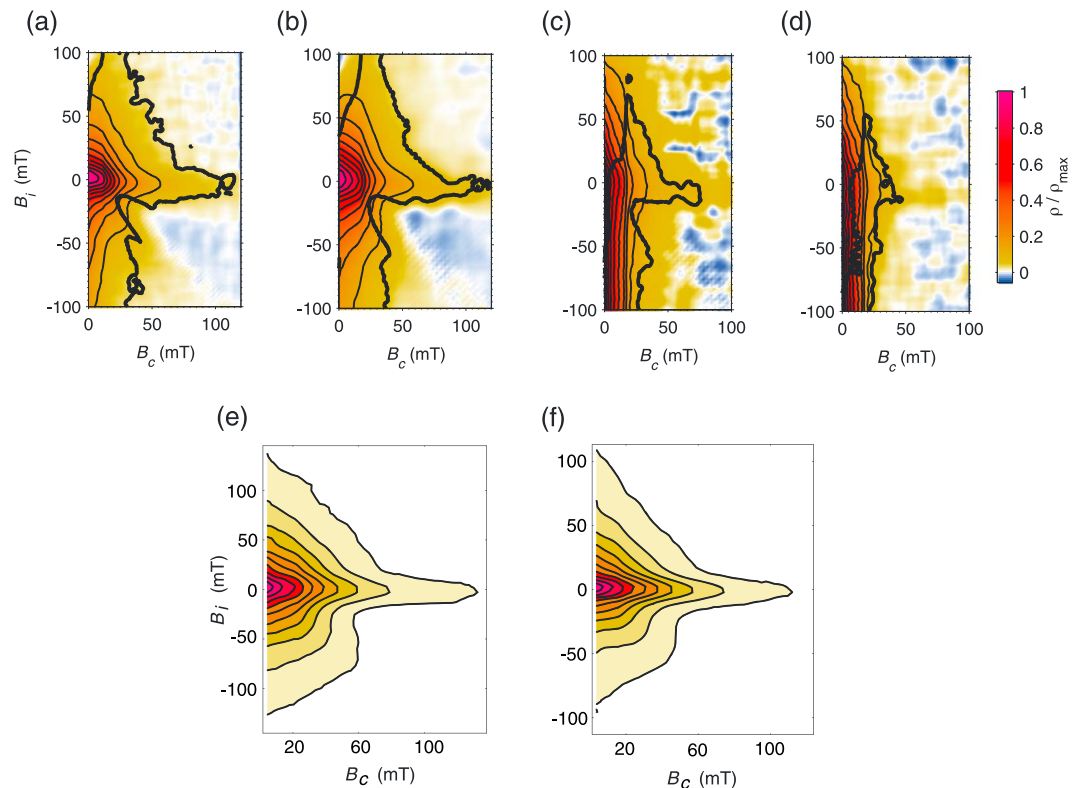 (a) (b) (c) (d)
100 100 100 100
50 50 50 50
0 0 0 0
-50 -50 -50 -50
-100 -100 -100 -100
0 50 100 0 50 100 0 50 100 0 50 100
B_i (mT)
B_c (mT) B_c (mT) B_c (mT) B_c (mT)
1
0.8
0.6
0.4
0.2
0
ρ / ρ_max
(e) (f)
100 100
50 50
0 0
-50 -50
-100 -100
B_i (mT)
20 60 100 20 60 100
B_c (mT) B_c (mT)